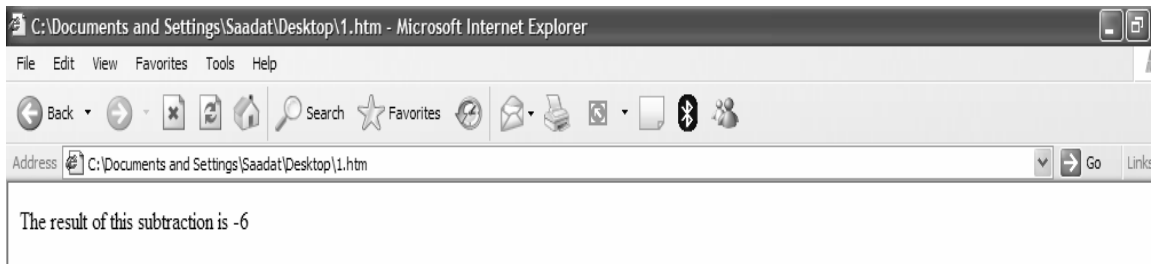 C:\Documents and Settings\Saadat\Desktop\1.htm - Microsoft Internet Explorer
File Edit View Favorites Tools Help
Back Search Favorites
Address C:\Documents and Settings\Saadat\Desktop\1.htm Go Links
The result of this subtraction is -6